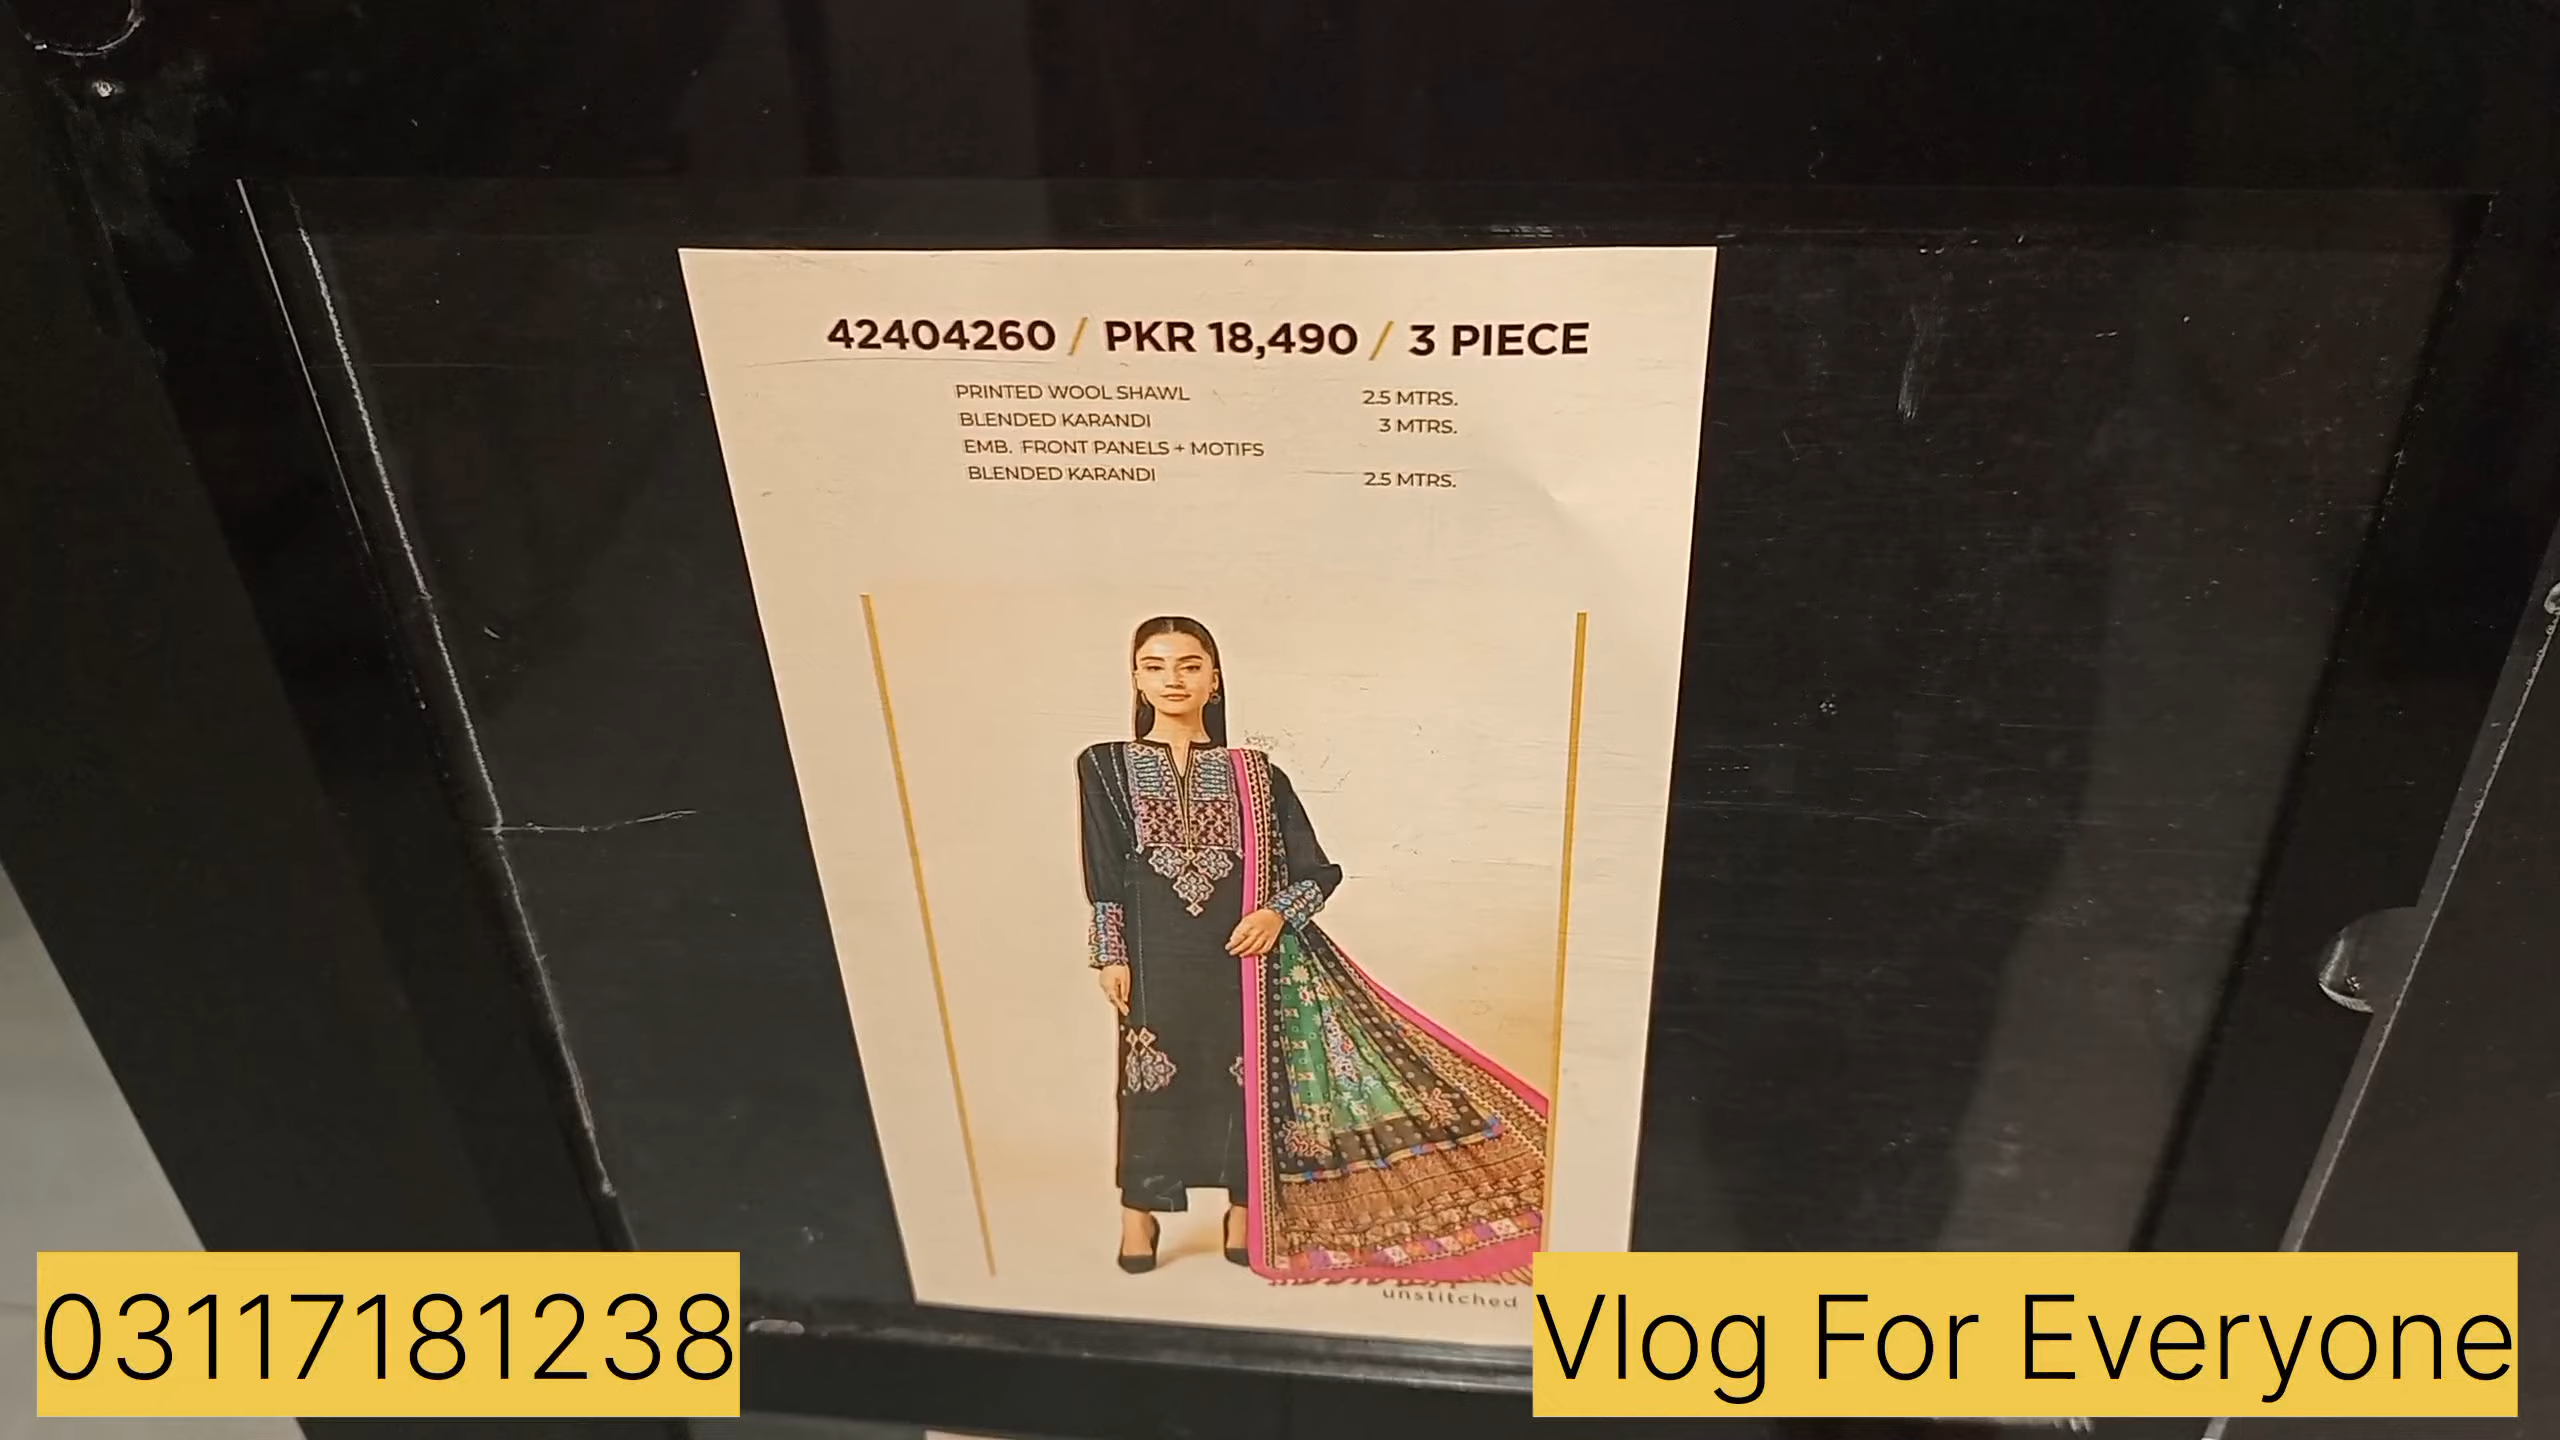 42404260 / PKR 18,490 / 3 PIECE
PRINTED WOOL SHAWL 2.5 MTRS.
BLENDED KARANDI 3 MTRS.
EMB. FRONT PANELS + MOTIFS
BLENDED KARANDI 2.5 MTRS.
unstitched
03117181238
Vlog For Everyone